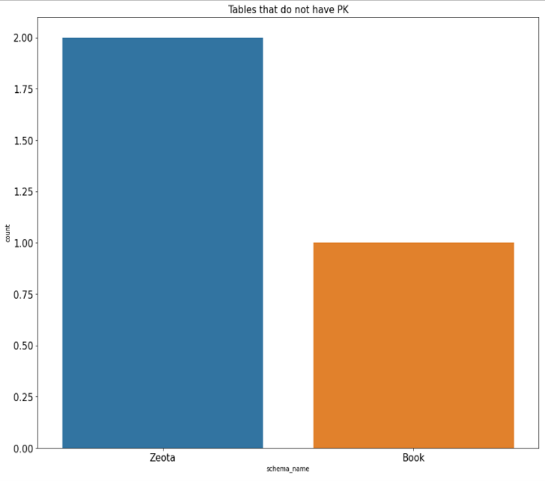 Tables that do not have PK
2.00
1.75
1.50
1.25
1.00
0.75
0.50
0.25
0.00
count
Zeota
Book
schema_name